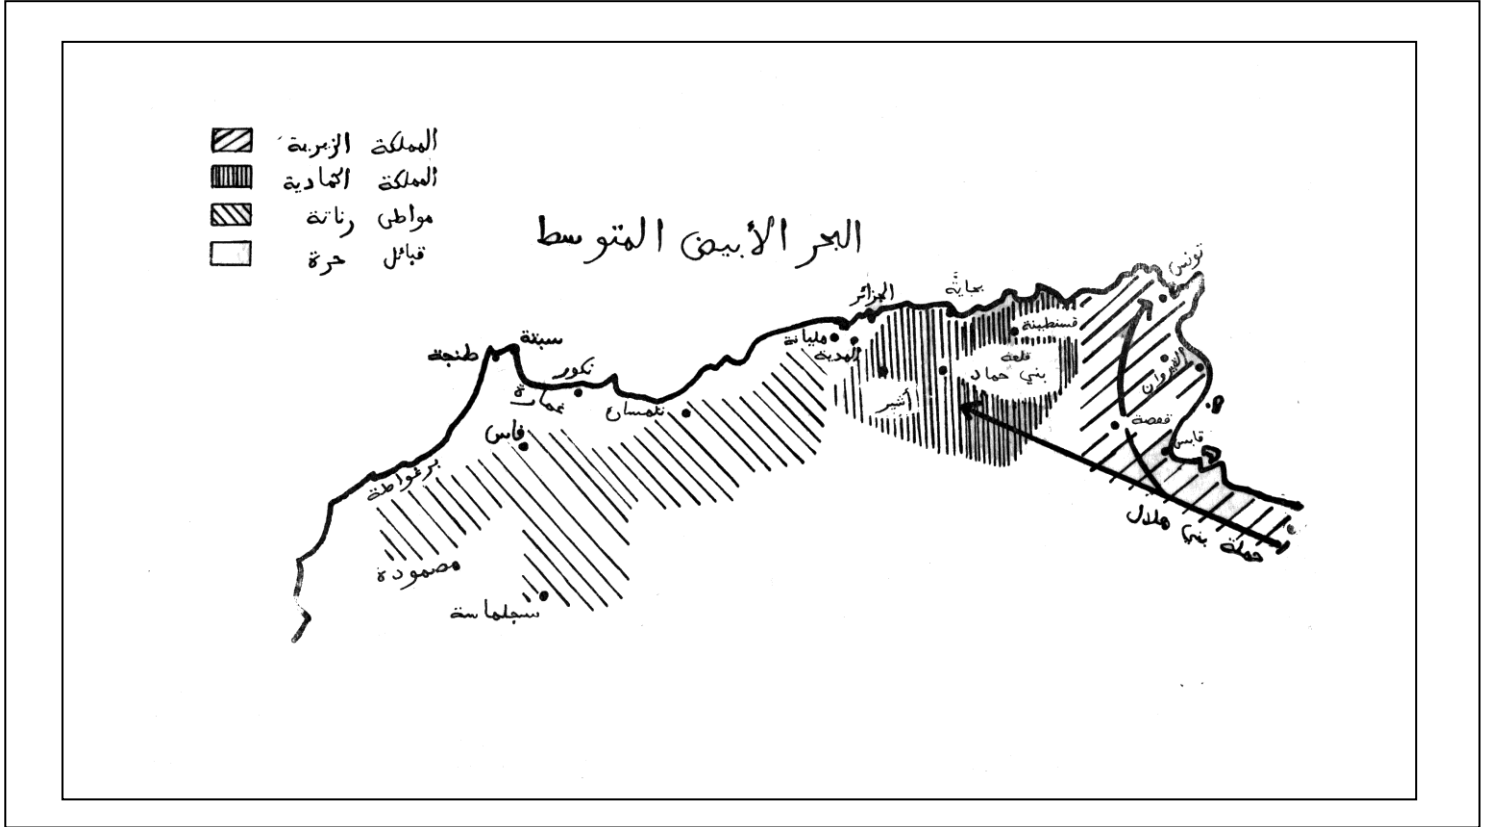 المملكة الزيرية
المملكة الحمادية
مواطن زناتة
قبائل حرة
البحر الأبيض المتوسط
تونس
بجاية
الجزائر
قسنطينة
مليانة
المدية
قلعة
بني حماد
القيروان
أشير
قفصة
قابس
سبتة
طنجة
نكور
غمارة
تلمسان
فاس
برغواطة
مصمودة
سجلماسة
حملة بني هلال